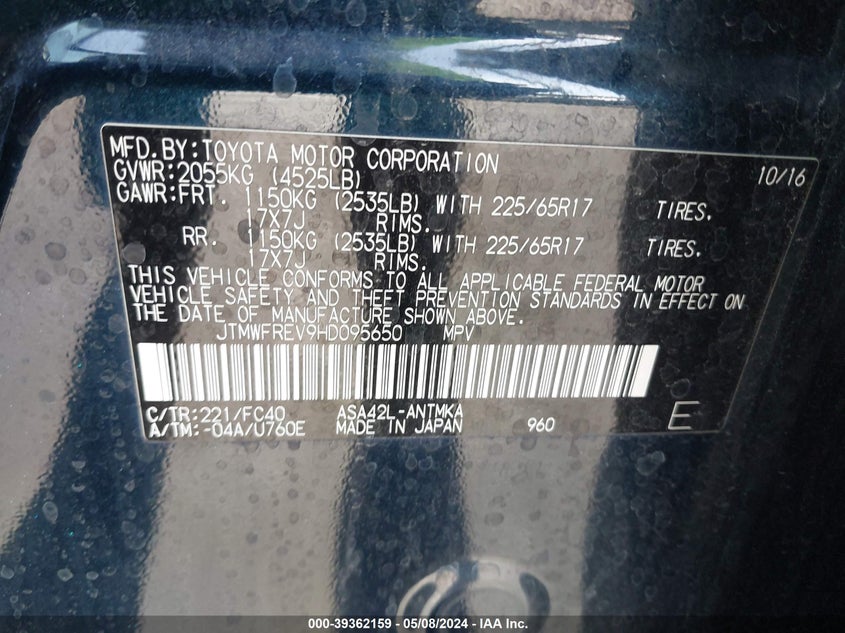 MFD.BY:TOYOTA MOTOR CORPORATION 10/16
GVWR:2055KG (4525LB)
GAWR:FRT. 1150KG (2535LB) WITH 225/65R17 TIRES.
17X7J RIMS.
RR. 1150KG (2535LB) WITH 225/65R17 TIRES.
17X7J RIMS.
THIS VEHICLE CONFORMS TO ALL APPLICABLE FEDERAL MOTOR
VEHICLE SAFETY AND THEFT PREVENTION STANDARDS IN EFFECT ON
THE DATE OF MANUFACTURE SHOWN ABOVE.
JTMWFREV9HD095650 MPV
C/TR:221/FC40 ASA42L-ANTMKA
A/TM:-04A/U760E MADE IN JAPAN 960 E
000-39362159 - 05/08/2024 - IAA Inc.